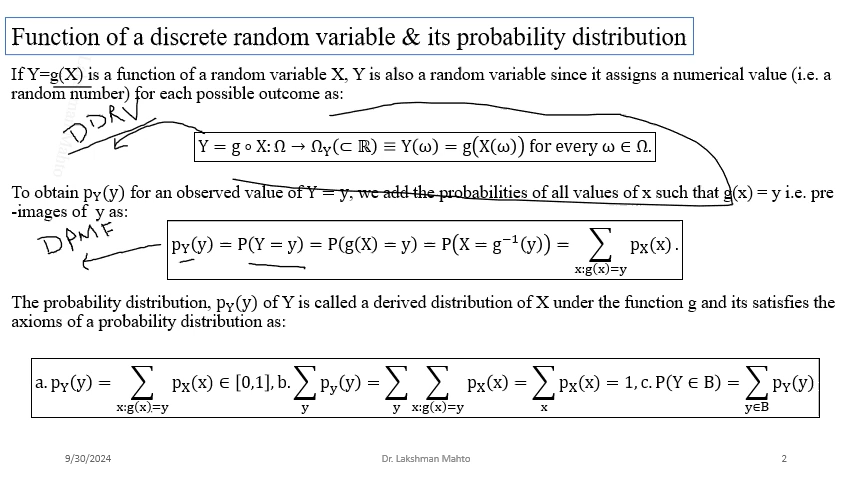 Function of a discrete random variable & its probability distribution
If Y=g(X) is a function of a random variable X, Y is also a random variable since it assigns a numerical value (i.e. a
random number) for each possible outcome as:
DDRV
Y = g ∘ X: Ω → Ω_Y(⊂ ℝ) ≡ Y(ω) = g(X(ω)) for every ω ∈ Ω.
To obtain p_Y(y) for an observed value of Y = y, we add the probabilities of all values of x such that g(x) = y i.e. pre
-images of y as:
DPMF
p_Y(y) = P(Y = y) = P(g(X) = y) = P(X = g⁻¹(y)) = ∑_{x:g(x)=y} p_X(x).
The probability distribution, p_Y(y) of Y is called a derived distribution of X under the function g and its satisfies the
axioms of a probability distribution as:
a. p_Y(y) = ∑_{x:g(x)=y} p_X(x) ∈ [0,1], b. ∑_y p_y(y) = ∑_y ∑_{x:g(x)=y} p_X(x) = ∑_x p_X(x) = 1, c. P(Y ∈ B) = ∑_{y∈B} p_Y(y)
9/30/2024 Dr. Lakshman Mahto 2